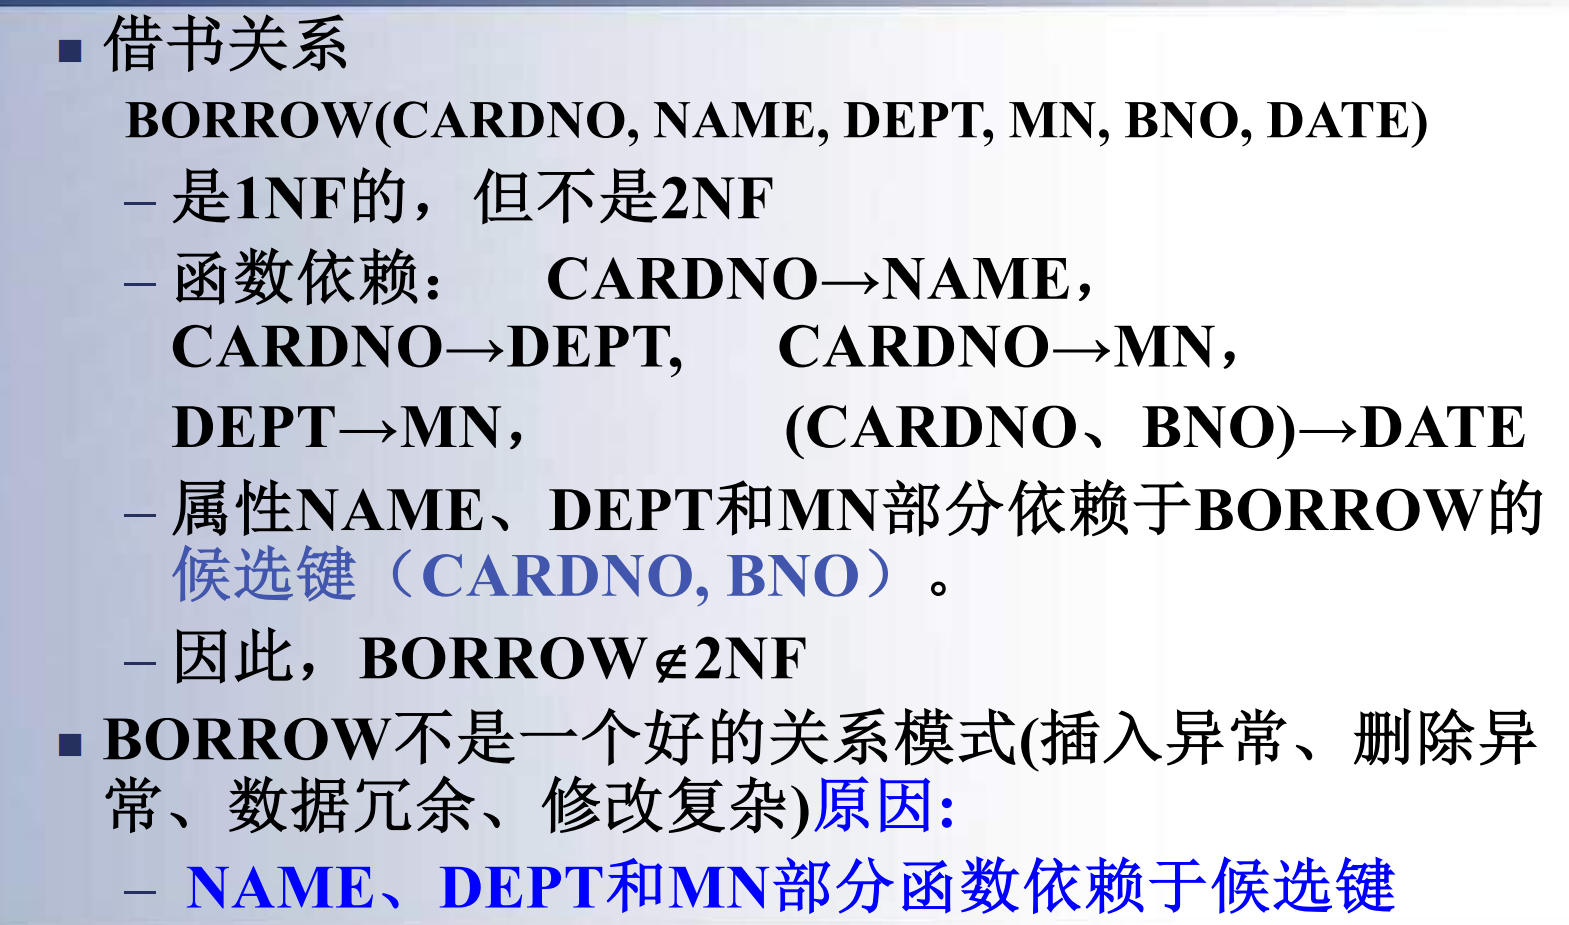 ■ 借书关系
BORROW(CARDNO, NAME, DEPT, MN, BNO, DATE)
– 是1NF的，但不是2NF
– 函数依赖： CARDNO→NAME，
CARDNO→DEPT, CARDNO→MN，
DEPT→MN， (CARDNO、BNO)→DATE
– 属性NAME、DEPT和MN部分依赖于BORROW的
候选键（CARDNO, BNO）。
– 因此，BORROW∉2NF
■ BORROW不是一个好的关系模式(插入异常、删除异
常、数据冗余、修改复杂)原因:
– NAME、DEPT和MN部分函数依赖于候选键